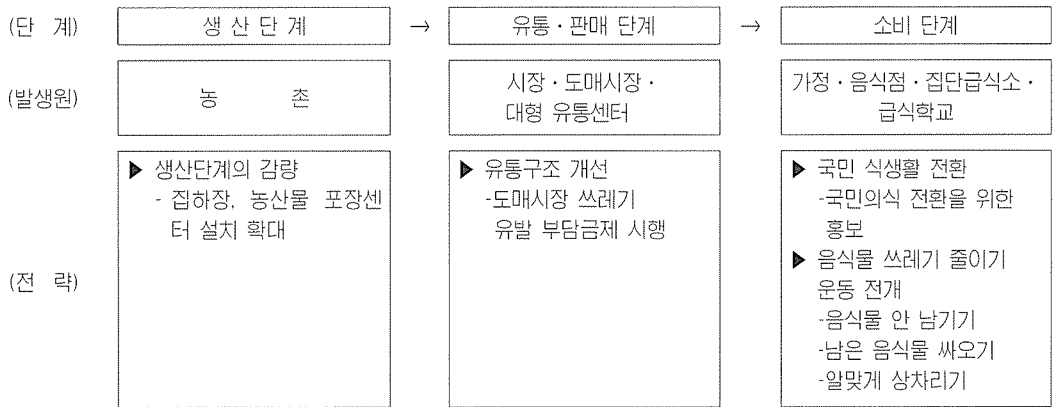 (단 계) 생 산 단 계 → 유통·판매 단계 → 소비 단계
(발생원) 농 촌
시장·도매시장·
대형 유통센터
가정·음식점·집단급식소·
급식학교
(전 략)
▶ 생산단계의 감량
- 집하장, 농산물 포장센
터 설치 확대
▶ 유통구조 개선
-도매시장 쓰레기
유발 부담금제 시행
▶ 국민 식생활 전환
-국민의식 전환을 위한
홍보
▶ 음식물 쓰레기 줄이기
운동 전개
-음식물 안 남기기
-남은 음식물 싸오기
-알맞게 상차리기